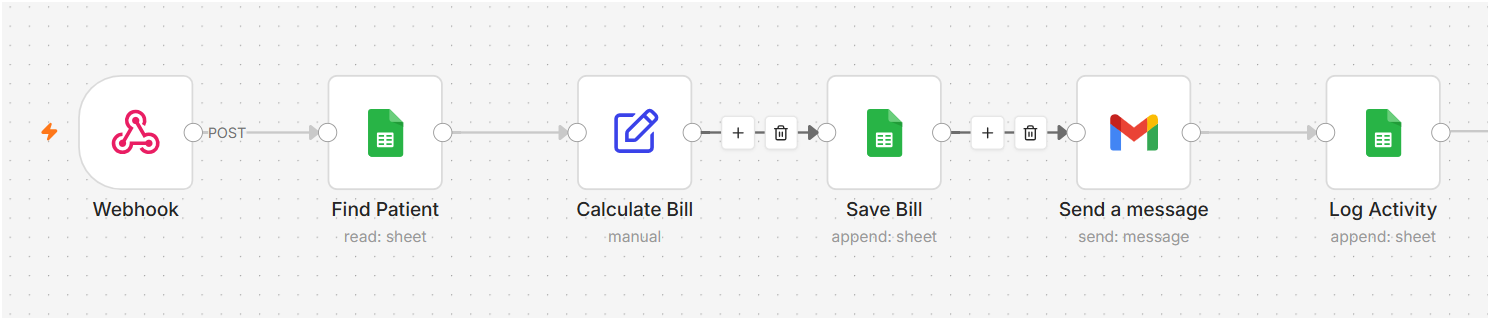 POST
Webhook
Find Patient
read: sheet
Calculate Bill
manual
Save Bill
append: sheet
Send a message
send: message
Log Activity
append: sheet